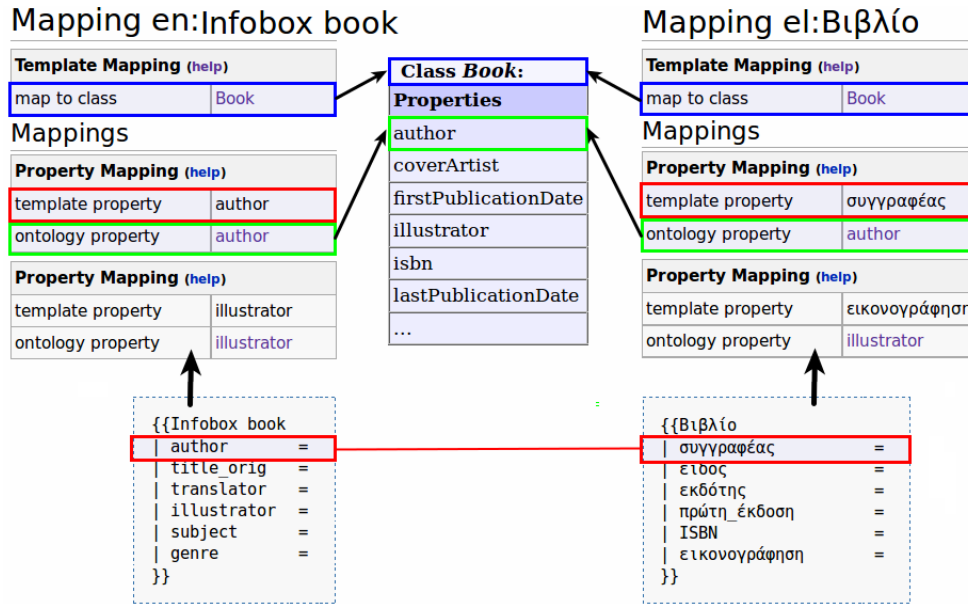 Mapping en:Infobox book
Template Mapping (help)
map to class Book
Mappings
Property Mapping (help)
template property author
ontology property author
Property Mapping (help)
template property illustrator
ontology property illustrator
{{Infobox book
| author =
| title_orig =
| translator =
| illustrator =
| subject =
| genre =
}}
Class Book:
Properties
author
coverArtist
firstPublicationDate
illustrator
isbn
lastPublicationDate
...
Mapping el:Βιβλίο
Template Mapping (help)
map to class Book
Mappings
Property Mapping (help)
template property συγγραφέας
ontology property author
Property Mapping (help)
template property εικονογράφηση
ontology property illustrator
{{Βιβλίο
| συγγραφέας =
| είδος =
| εκδότης =
| πρώτη_έκδοση =
| ISBN =
| εικονογράφηση =
}}